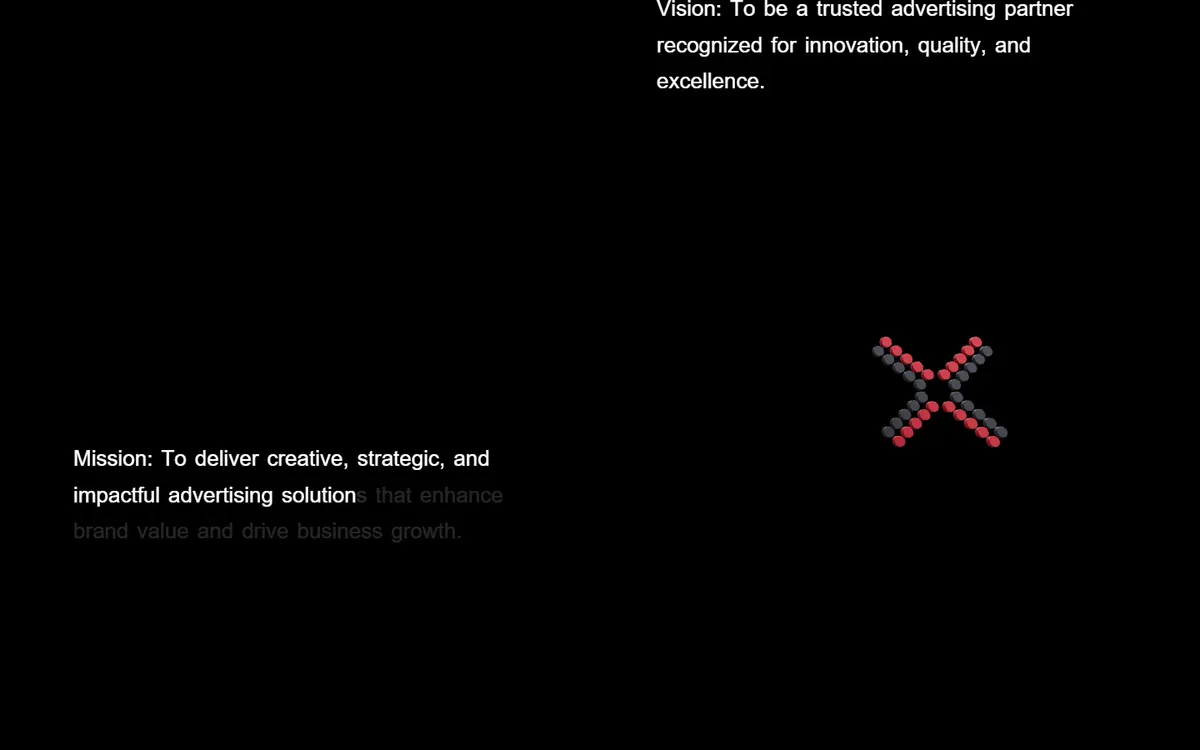 Vision: To be a trusted advertising partner
recognized for innovation, quality, and
excellence.
Mission: To deliver creative, strategic, and
impactful advertising solutions that enhance
brand value and drive business growth.